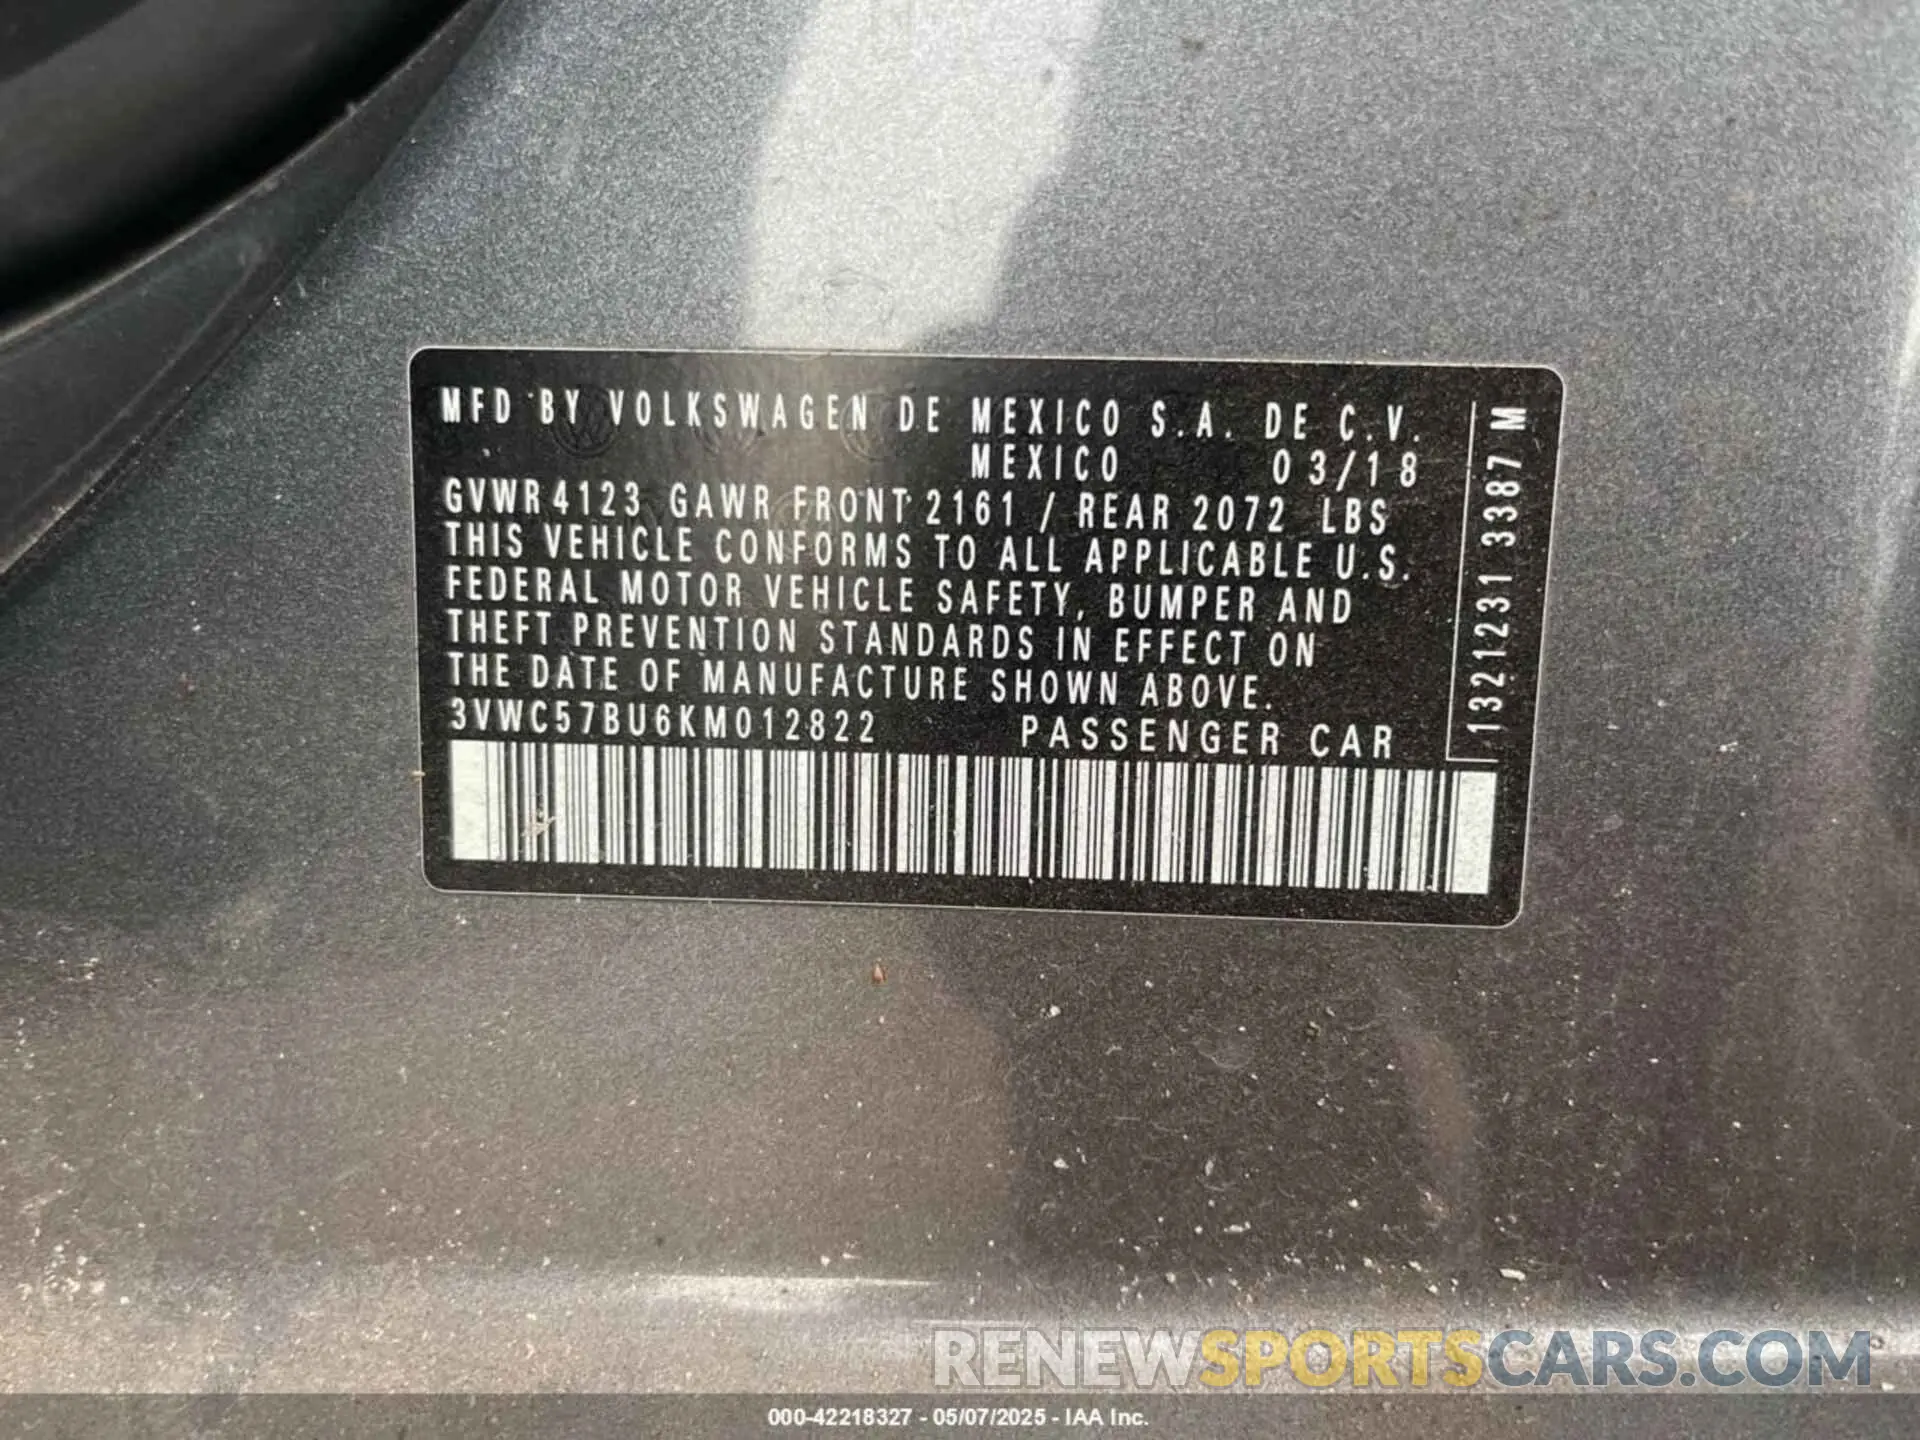 MFD BY VOLKSWAGEN DE MEXICO S.A. DE C.V.
MEXICO 03/18
GVWR 4123 GAWR FRONT 2161 / REAR 2072 LBS
THIS VEHICLE CONFORMS TO ALL APPLICABLE U.S.
FEDERAL MOTOR VEHICLE SAFETY, BUMPER AND
THEFT PREVENTION STANDARDS IN EFFECT ON
THE DATE OF MANUFACTURE SHOWN ABOVE.
3VWC57BU6KM012822 PASSENGER CAR
1321231 3387 M
RENEWSPORTSCARS.COM
000-42218327 - 05/07/2025 - IAA Inc.